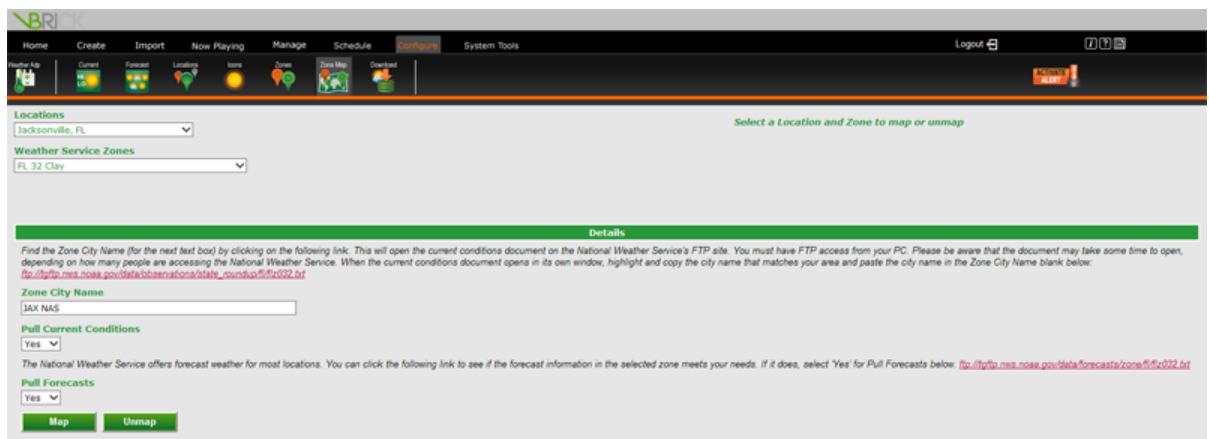 VBRICK
Home Create Import Now Playing Manage Schedule Configure System Tools Logout
Weather Adp Current Forecast Locations Icons Zones Zone Map Download
ACTIVATE
ALERT
Locations
Jacksonville, FL
Select a Location and Zone to map or unmap
Weather Service Zones
FL 32 Clay
Details
Find the Zone City Name (for the next text box) by clicking on the following link. This will open the current conditions document on the National Weather Service's FTP site. You must have FTP access from your PC. Please be aware that the document may take some time to open,
depending on how many people are accessing the National Weather Service. When the current conditions document opens in its own window, highlight and copy the city name that matches your area and paste the city name in the Zone City Name blank below:
ftp://tgftp.nws.noaa.gov/data/observations/state_roundup/fl/flz032.txt
Zone City Name
JAX NAS
Pull Current Conditions
Yes
The National Weather Service offers forecast weather for most locations. You can click the following link to see if the forecast information in the selected zone meets your needs. If it does, select 'Yes' for Pull Forecasts below: ftp://tgftp.nws.noaa.gov/data/forecasts/zone/fl/flz032.txt
Pull Forecasts
Yes
Map Unmap